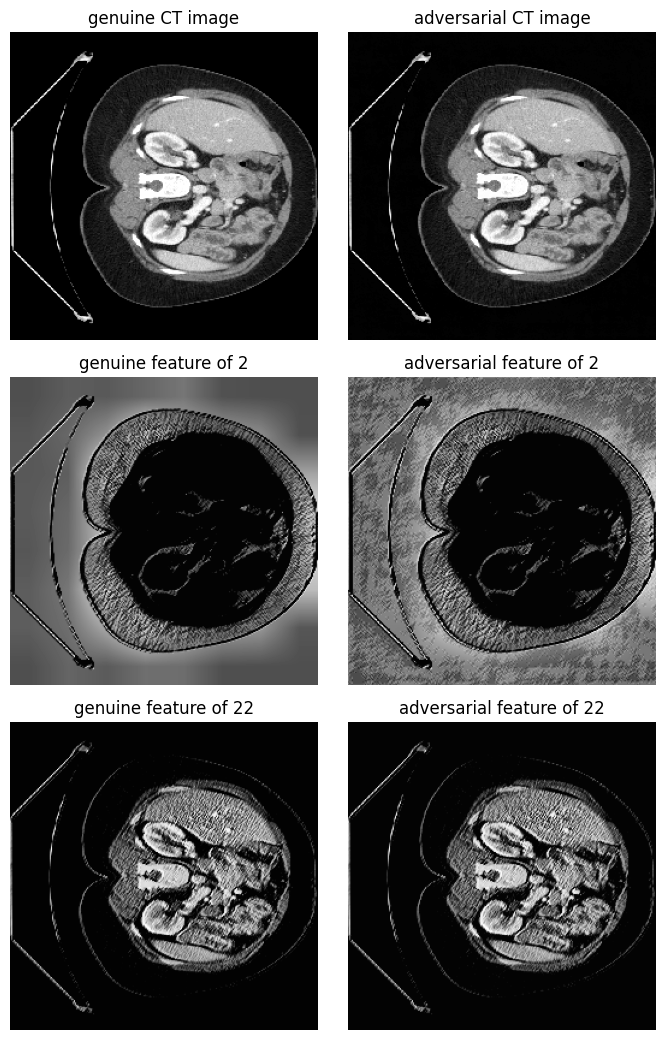 genuine CT image
adversarial CT image
genuine feature of 2
adversarial feature of 2
genuine feature of 22
adversarial feature of 22